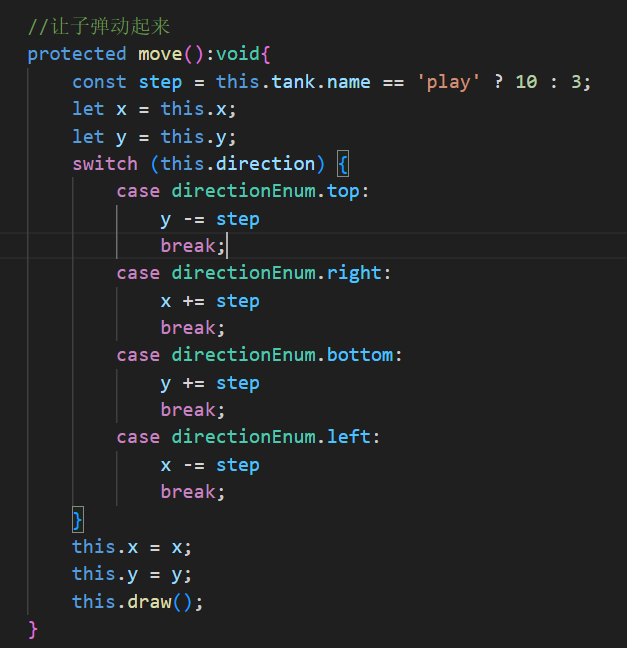 //让子弹动起来
protected move():void{
const step = this.tank.name == 'play' ? 10 : 3;
let x = this.x;
let y = this.y;
switch (this.direction) {
case directionEnum.top:
y -= step
break;
case directionEnum.right:
x += step
break;
case directionEnum.bottom:
y += step
break;
case directionEnum.left:
x -= step
break;
}
this.x = x;
this.y = y;
this.draw();
}